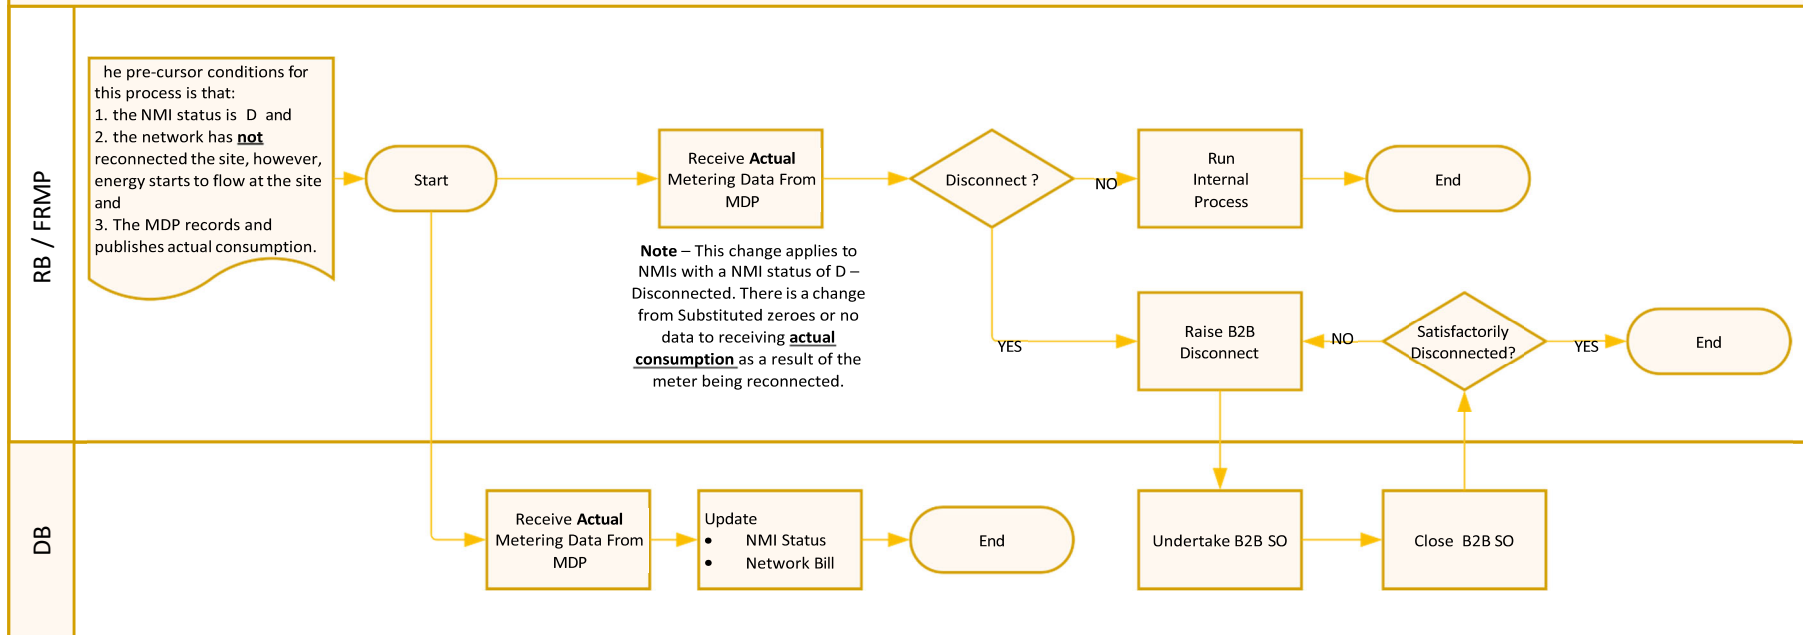 RB / FRMP
he pre-cursor conditions for
this process is that:
1. the NMI status is D and
2. the network has not
reconnected the site, however,
energy starts to flow at the site
and
3. The MDP records and
publishes actual consumption.
Start
Receive Actual
Metering Data From
MDP
Note – This change applies to
NMIs with a NMI status of D –
Disconnected. There is a change
from Substituted zeroes or no
data to receiving actual
consumption as a result of the
meter being reconnected.
Disconnect ?
NO
Run
Internal
Process
End
YES
Raise B2B
Disconnect
NO
Satisfactorily
Disconnected?
YES
End
DB
Receive Actual
Metering Data From
MDP
Update
• NMI Status
• Network Bill
End
Undertake B2B SO
Close B2B SO